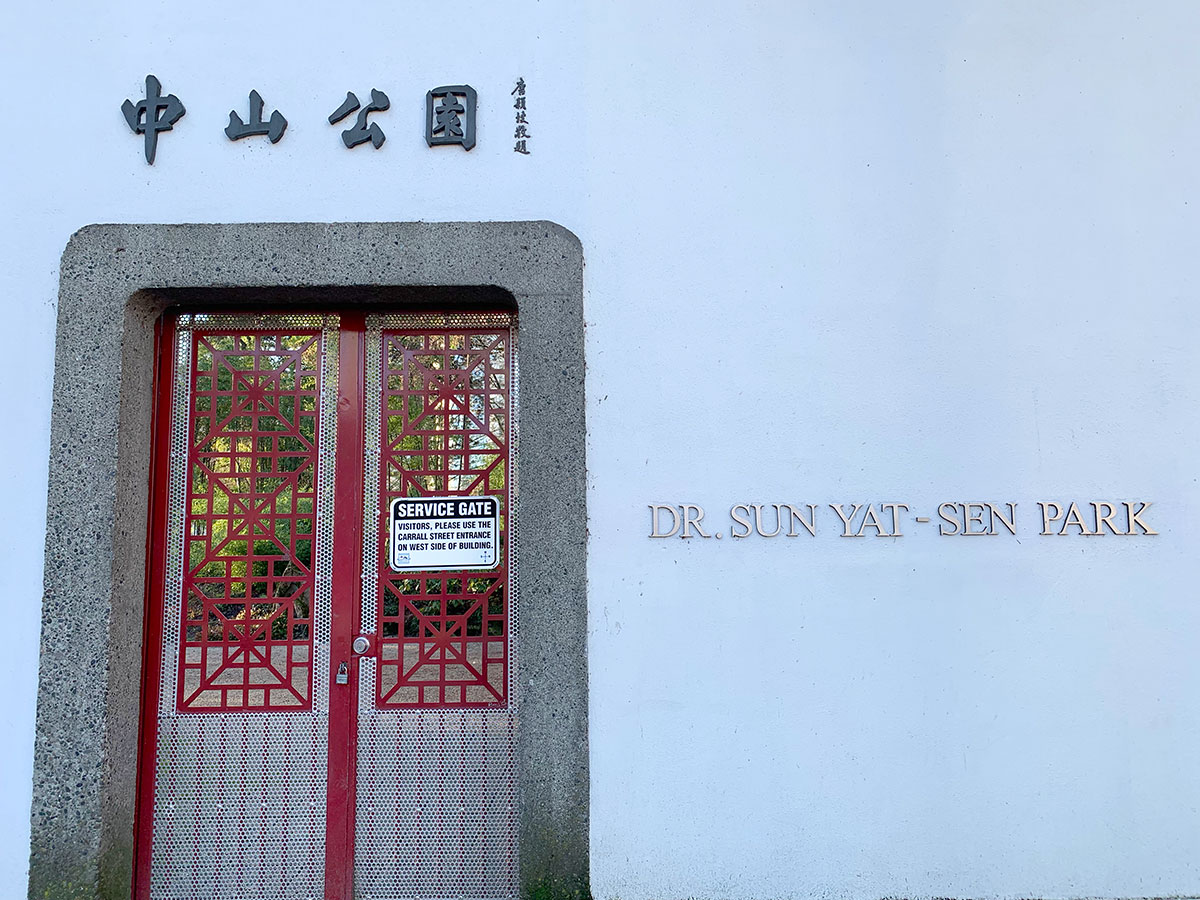 中山公園
DR. SUN YAT-SEN PARK
SERVICE GATE
VISITORS, PLEASE USE THE
CARRALL STREET ENTRANCE
ON WEST SIDE OF BUILDING.